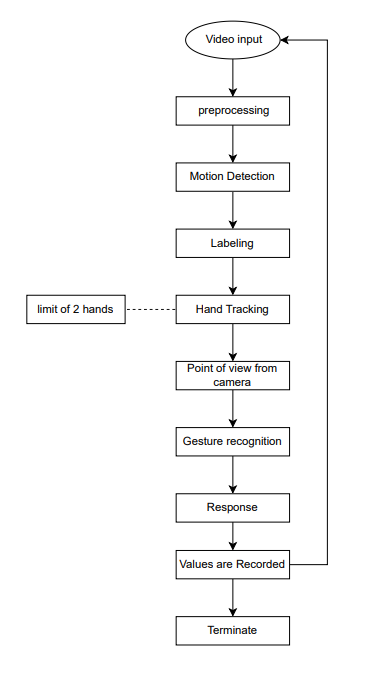 Video input
preprocessing
Motion Detection
Labeling
limit of 2 hands
Hand Tracking
Point of view from
camera
Gesture recognition
Response
Values are Recorded
Terminate